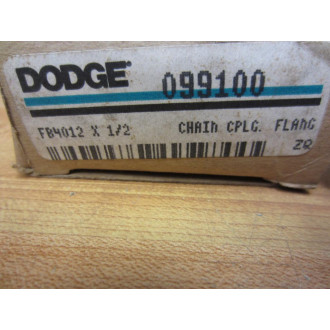 DODGE 099100
FB4012 X 1/2 CHAIN CPLG. FLANG
ZQ